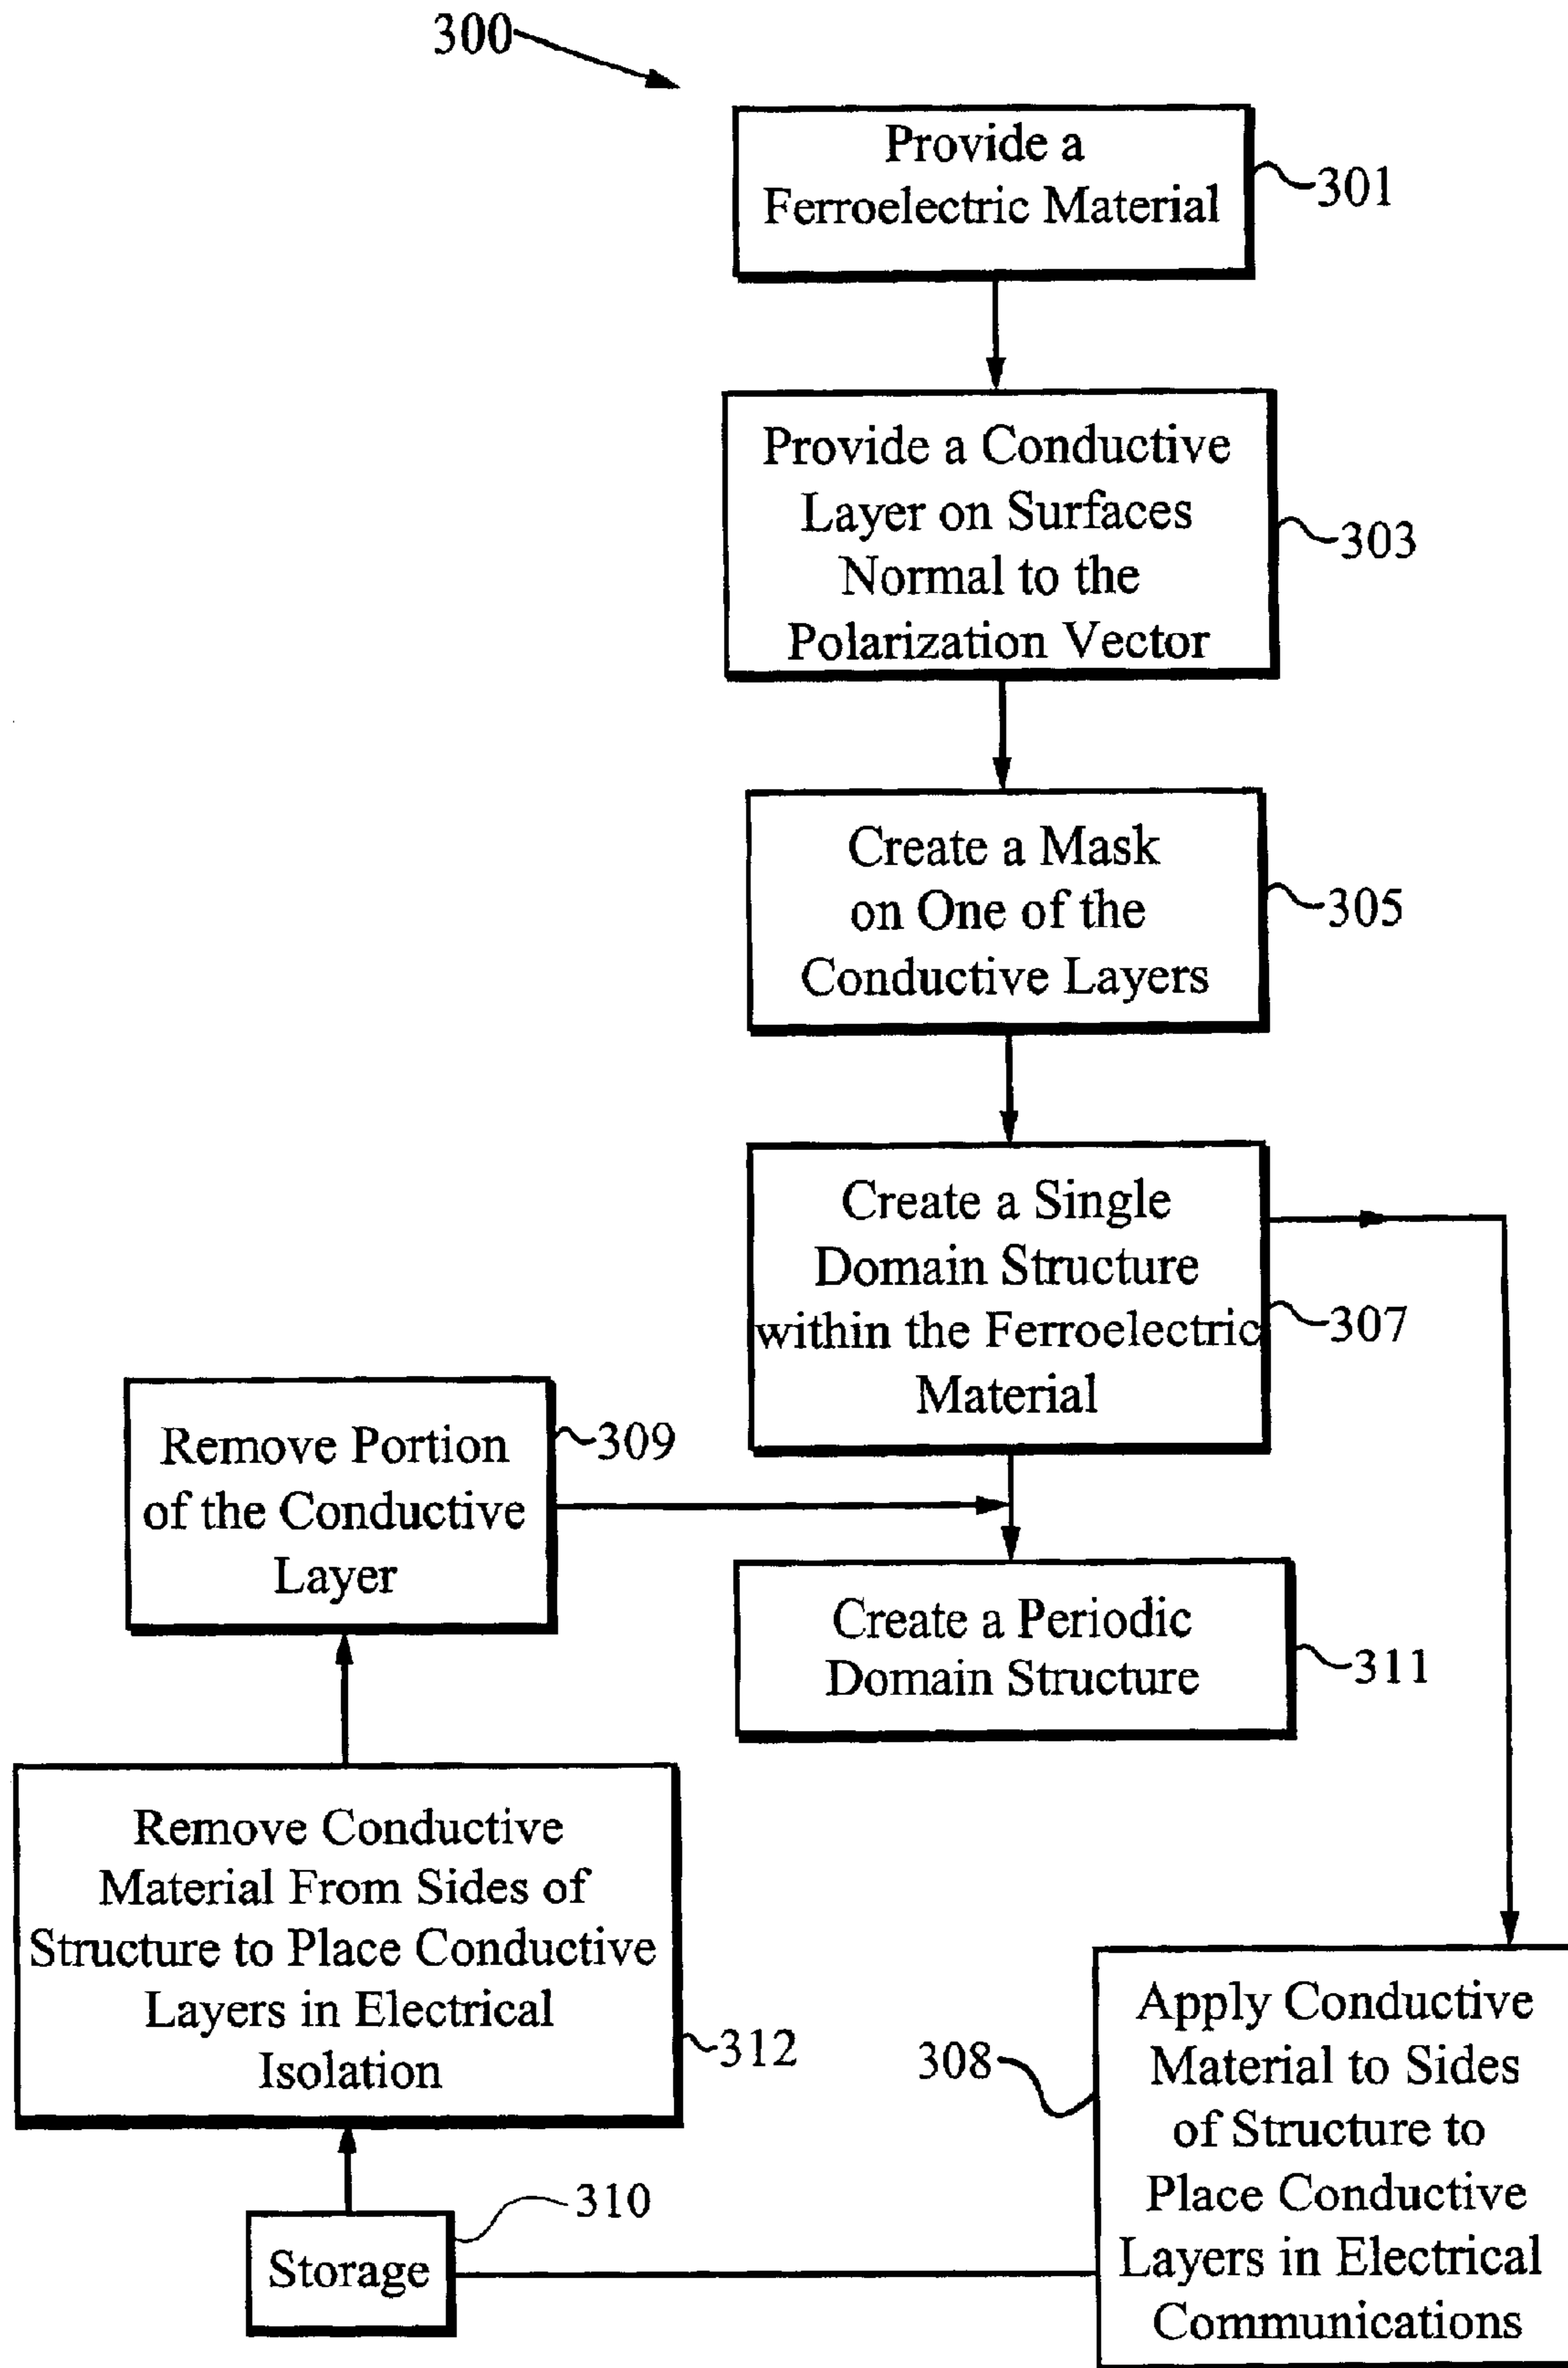 300
Provide a
Ferroelectric Material
301
Provide a Conductive
Layer on Surfaces
Normal to the
Polarization Vector
303
Create a Mask
on One of the
Conductive Layers
305
Create a Single
Domain Structure
within the Ferroelectric
Material
307
Remove Portion
of the Conductive
Layer
309
Create a Periodic
Domain Structure
311
Remove Conductive
Material From Sides of
Structure to Place Conductive
Layers in Electrical
Isolation
312
308
Apply Conductive
Material to Sides
of Structure to
Place Conductive
Layers in Electrical
Communications
310
Storage